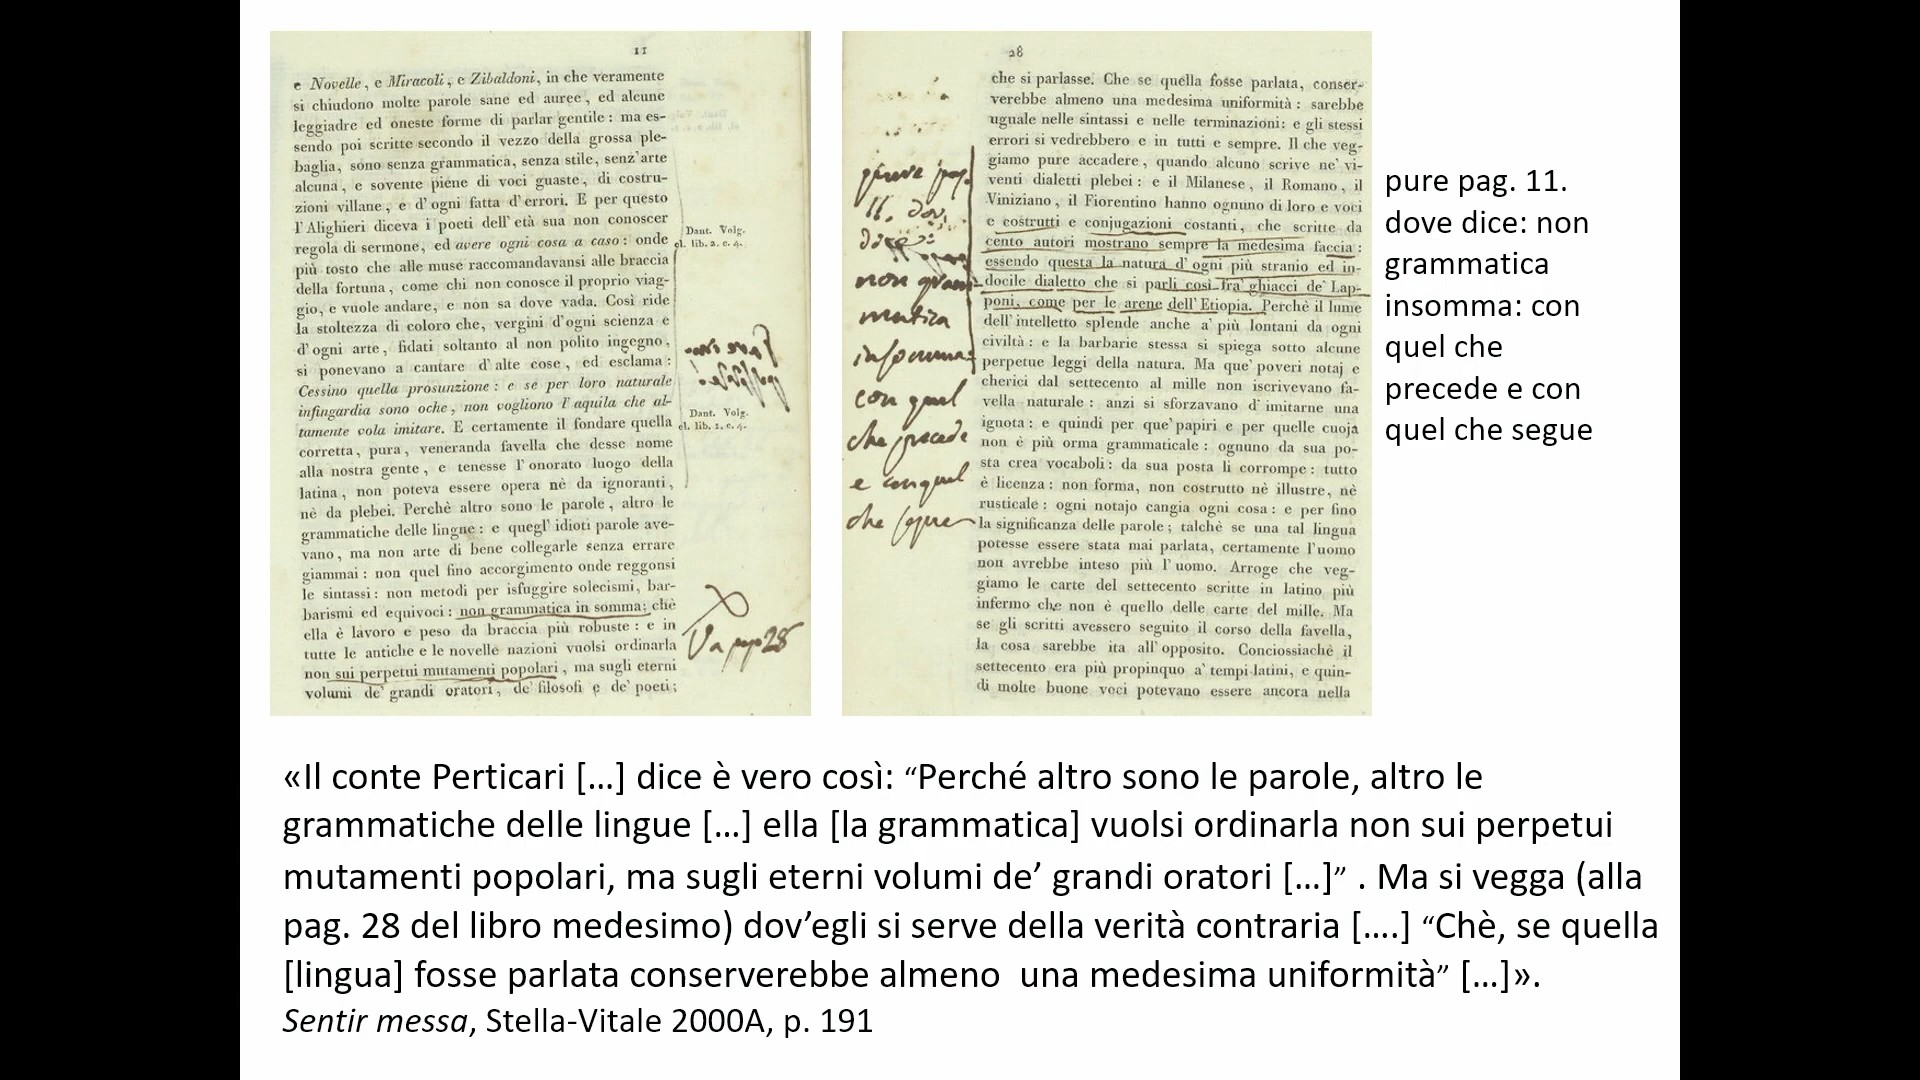 11
e Novelle, e Miracoli, e Zibaldoni, in che veramente
si chiudono molte parole sane ed auree, ed alcune
leggiadre ed oneste forme di parlar gentile: ma es-
sendo poi scritte secondo il vezzo della grossa ple-
baglia, sono senza grammatica, senza stile, senz'arte
alcuna, e sovente piene di voci guaste, di costru-
zioni villane, e d'ogni fatta d'errori. E per questo
l'Alighieri diceva i poeti dell'età sua non conoscer
regola di sermone, ed avere ogni cosa a caso: onde
più tosto che alle muse raccomandavansi alle braccia
della fortuna, come chi non conosce il proprio viag-
gio, e vuole andare, e non sa dove vada. Così ride
la stoltezza di coloro che, vergini d'ogni scienza e
d'ogni arte, fidati soltanto al non polito ingegno,
si ponevano a cantare d'alte cose, ed esclama:
Cessino quella prosunzione: e se per loro naturale
infingardia sono oche, non vogliono l'aquila che al-
tamente vola imitare. E certamente il fondare quella
corretta, pura, veneranda favella che desse nome
alla nostra gente, e tenesse l'onorato luogo della
latina, non poteva essere opera nè da ignoranti,
nè da plebei. Perchè altro sono le parole, altro le
grammatiche delle lingue: e quegl'idioti parole ave-
vano, ma non arte di bene collegarle senza errare
giammai: non quel fino accorgimento onde reggonsi
le sintassi: non metodi per isfuggire solecismi, bar-
barismi ed equivoci: non grammatica in somma; chè
ella è lavoro e peso da braccia più robuste: e in
tutte le antiche e le novelle nazioni vuolsi ordinarla
non sui perpetui mutamenti popolari, ma sugli eterni
volumi de' grandi oratori, de' filosofi e de' poeti;
Dant. Volg.
el. lib. 2. c. 4.
Dant. Volg.
el. lib. 2. c. 4.
Va pag 28
28
che si parlasse. Che se quella fosse parlata, conser-
verebbe almeno una medesima uniformità: sarebbe
uguale nelle sintassi e nelle terminazioni: e gli stessi
errori si vedrebbero e in tutti e sempre. Il che veg-
giamo pure accadere, quando alcuno scrive ne' vi-
venti dialetti plebei: e il Milanese, il Romano, il
Viniziano, il Fiorentino hanno ognuno di loro e voci
e costrutti e conjugazioni costanti, che scritte da
cento autori mostrano sempre la medesima faccia:
essendo questa la natura d'ogni più stranio ed in-
docile dialetto che si parli così fra' ghiacci de' Lap-
poni, come per le arene dell'Etiopia. Perchè il lume
dell'intelletto splende anche a' più lontani da ogni
civiltà: e la barbarie stessa si spiega sotto alcune
perpetue leggi della natura. Ma que' poveri notaj e
cherici dal settecento al mille non iscrivevano fa-
vella naturale: anzi si sforzavano d'imitarne una
ignota: e quindi per que' papiri e per quelle cuoja
non è più orma grammaticale: ognuno da sua po-
sta crea vocaboli: da sua posta li corrompe: tutto
è licenza: non forma, non costrutto nè illustre, nè
rusticale: ogni notajo cangia ogni cosa: e per fino
la significanza delle parole; talchè se una tal lingua
potesse essere stata mai parlata, certamente l'uomo
non avrebbe inteso più l'uomo. Arroge che veg-
giamo le carte del settecento scritte in latino più
infermo che non è quello delle carte del mille. Ma
se gli scritti avessero seguito il corso della favella,
la cosa sarebbe ita all'opposito. Conciossiachè il
settecento era più propinquo a' tempi latini, e quin-
di molte buone voci potevano essere ancora nella
pure pag.
11. dov
dice:
non gram
matica
insomma:
con quel
che precede
e con quel
che segue
pure pag. 11.
dove dice: non
grammatica
insomma: con
quel che
precede e con
quel che segue
«Il conte Perticari […] dice è vero così: “Perché altro sono le parole, altro le
grammatiche delle lingue […] ella [la grammatica] vuolsi ordinarla non sui perpetui
mutamenti popolari, ma sugli eterni volumi de’ grandi oratori […]” . Ma si vegga (alla
pag. 28 del libro medesimo) dov’egli si serve della verità contraria [….] “Chè, se quella
[lingua] fosse parlata conserverebbe almeno una medesima uniformità” […]».
Sentir messa, Stella-Vitale 2000A, p. 191